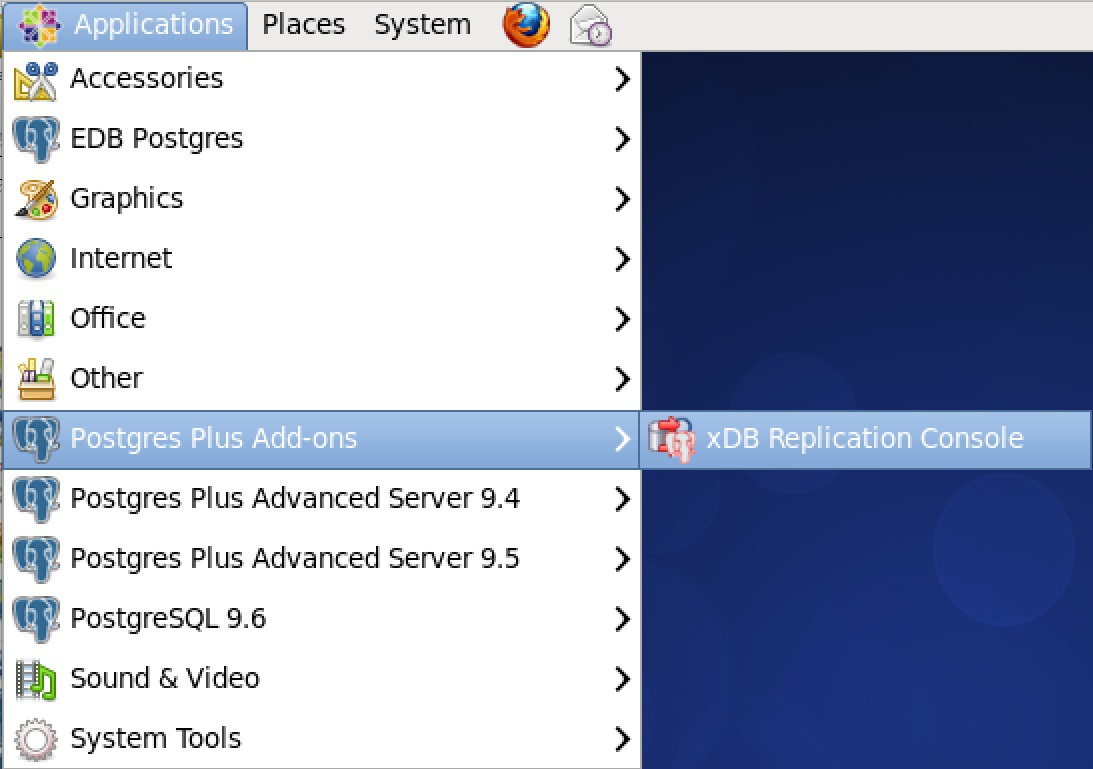 Applications Places System
Accessories
EDB Postgres
Graphics
Internet
Office
Other
Postgres Plus Add-ons xDB Replication Console
Postgres Plus Advanced Server 9.4
Postgres Plus Advanced Server 9.5
PostgreSQL 9.6
Sound & Video
System Tools